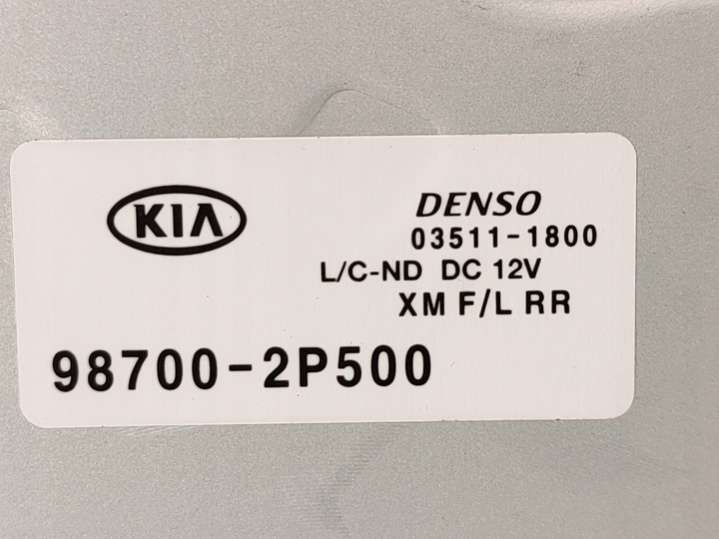 KIA
DENSO
03511-1800
L/C-ND DC 12V
XM F/L RR
98700-2P500